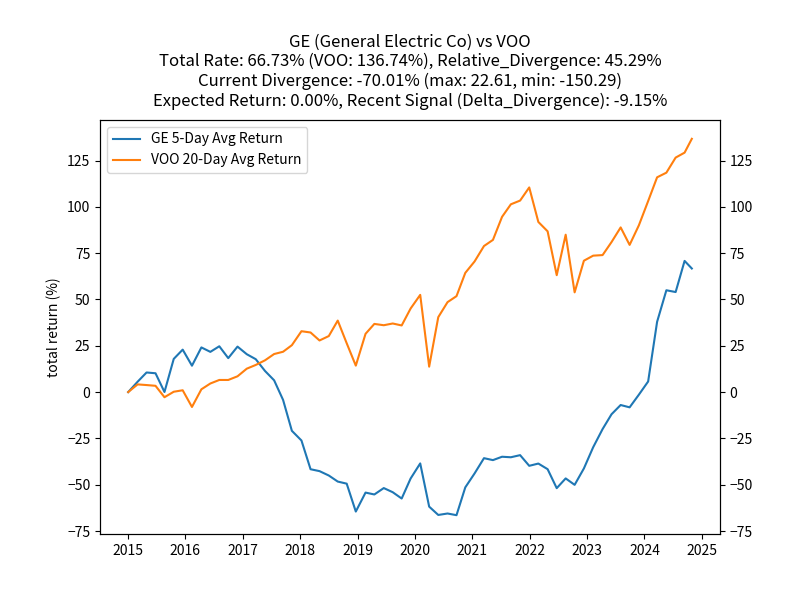 GE (General Electric Co) vs VOO
Total Rate: 66.73% (VOO: 136.74%), Relative_Divergence: 45.29%
Current Divergence: -70.01% (max: 22.61, min: -150.29)
Expected Return: 0.00%, Recent Signal (Delta_Divergence): -9.15%
GE 5-Day Avg Return
VOO 20-Day Avg Return
total return (%)
125
100
75
50
25
0
−25
−50
−75
125
100
75
50
25
0
−25
−50
−75
2015 2016 2017 2018 2019 2020 2021 2022 2023 2024 2025